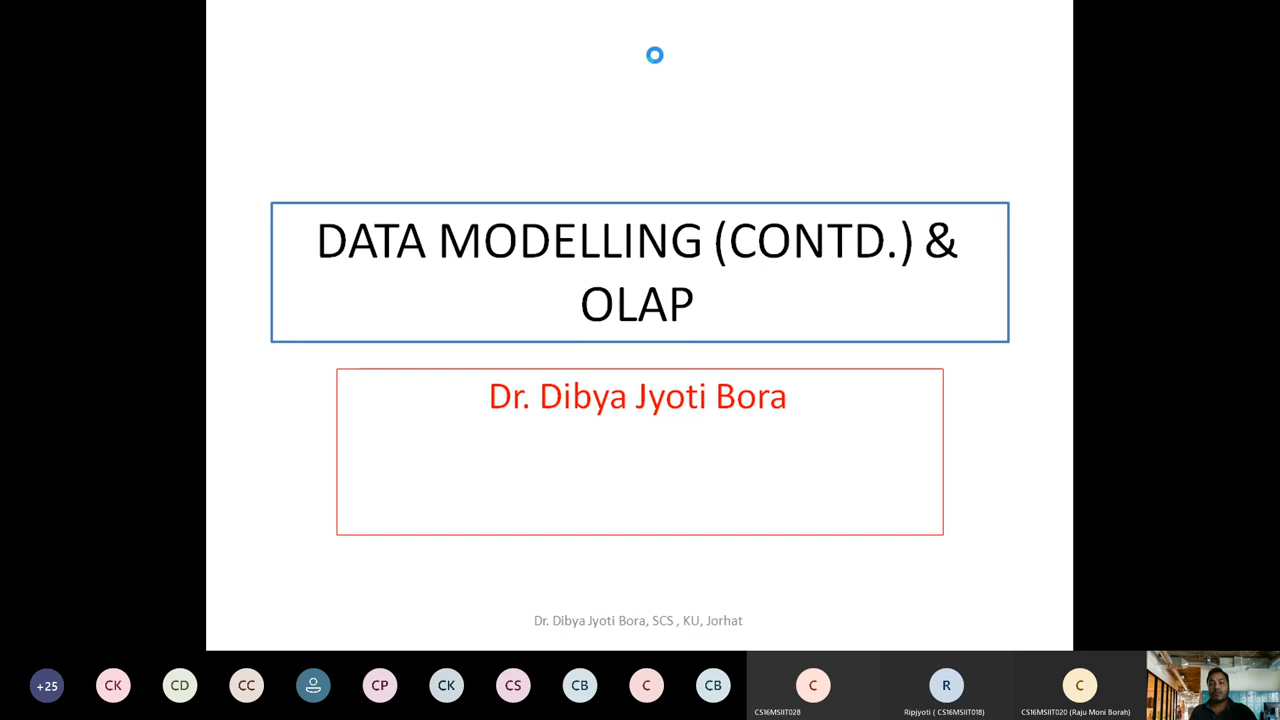 DATA MODELLING (CONTD.) &
OLAP
Dr. Dibya Jyoti Bora
Dr. Dibya Jyoti Bora, SCS , KU, Jorhat
+25
CK
CD
CC
CP
CK
CS
CB
C
CB
C
CS16MSIIT028
R
Ripjyoti ( CS16MSIIT018)
C
CS16MSIIT020 (Raju Moni Borah)